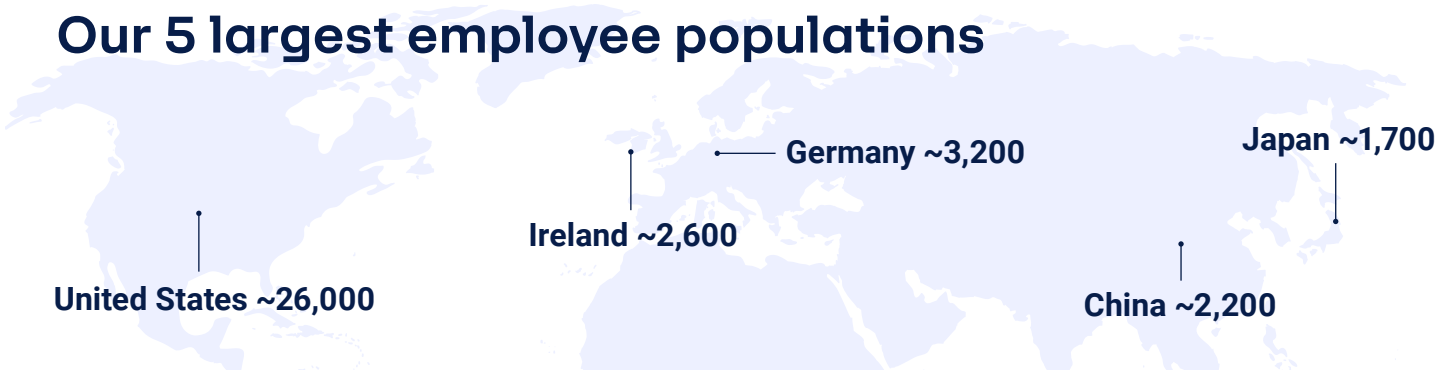 Our 5 largest employee populations
Japan ~1,700
Germany ~3,200
Ireland ~2,600
United States ~26,000
China ~2,200